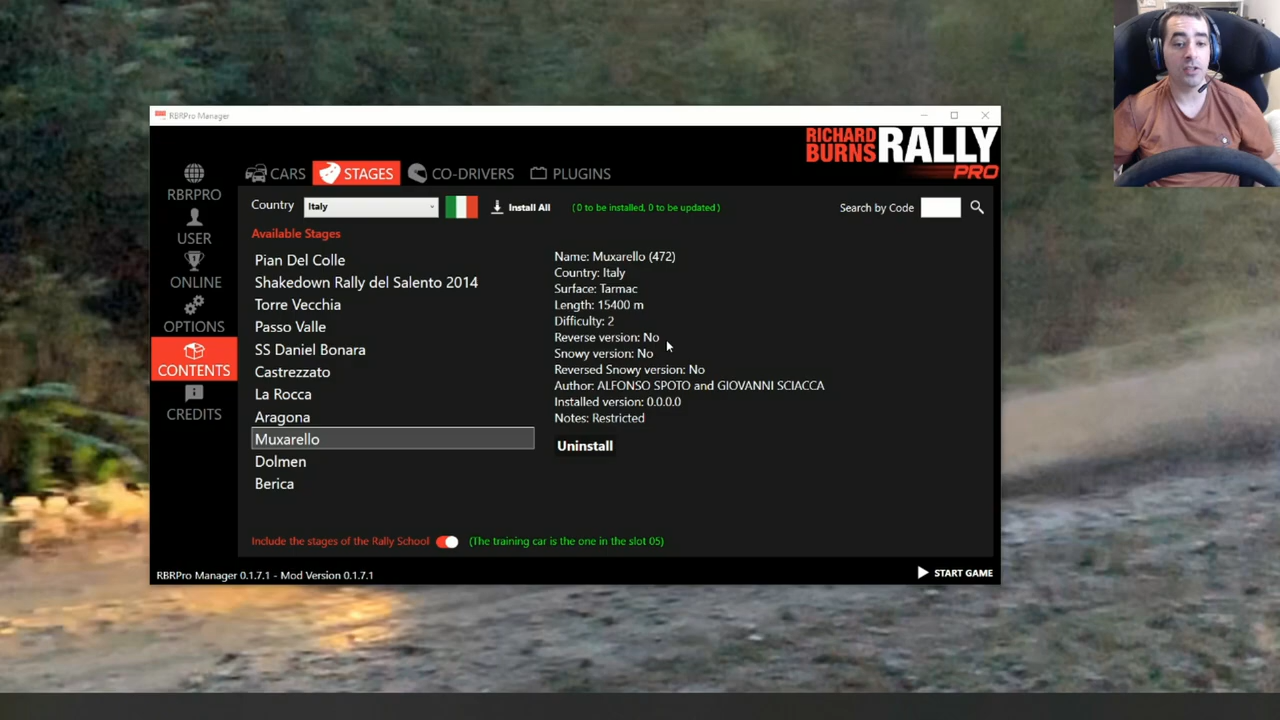 RBRPro Manager
RICHARD BURNS RALLY PRO
RBRPRO
USER
ONLINE
OPTIONS
CONTENTS
CREDITS
CARS STAGES CO-DRIVERS PLUGINS
Country Italy Install All ( 0 to be installed, 0 to be updated ) Search by Code
Available Stages
Pian Del Colle
Shakedown Rally del Salento 2014
Torre Vecchia
Passo Valle
SS Daniel Bonara
Castrezzato
La Rocca
Aragona
Muxarello
Dolmen
Berica
Name: Muxarello (472)
Country: Italy
Surface: Tarmac
Length: 15400 m
Difficulty: 2
Reverse version: No
Snowy version: No
Reversed Snowy version: No
Author: ALFONSO SPOTO and GIOVANNI SCIACCA
Installed version: 0.0.0.0
Notes: Restricted
Uninstall
Include the stages of the Rally School (The training car is the one in the slot 05)
RBRPro Manager 0.1.7.1 - Mod Version 0.1.7.1
START GAME